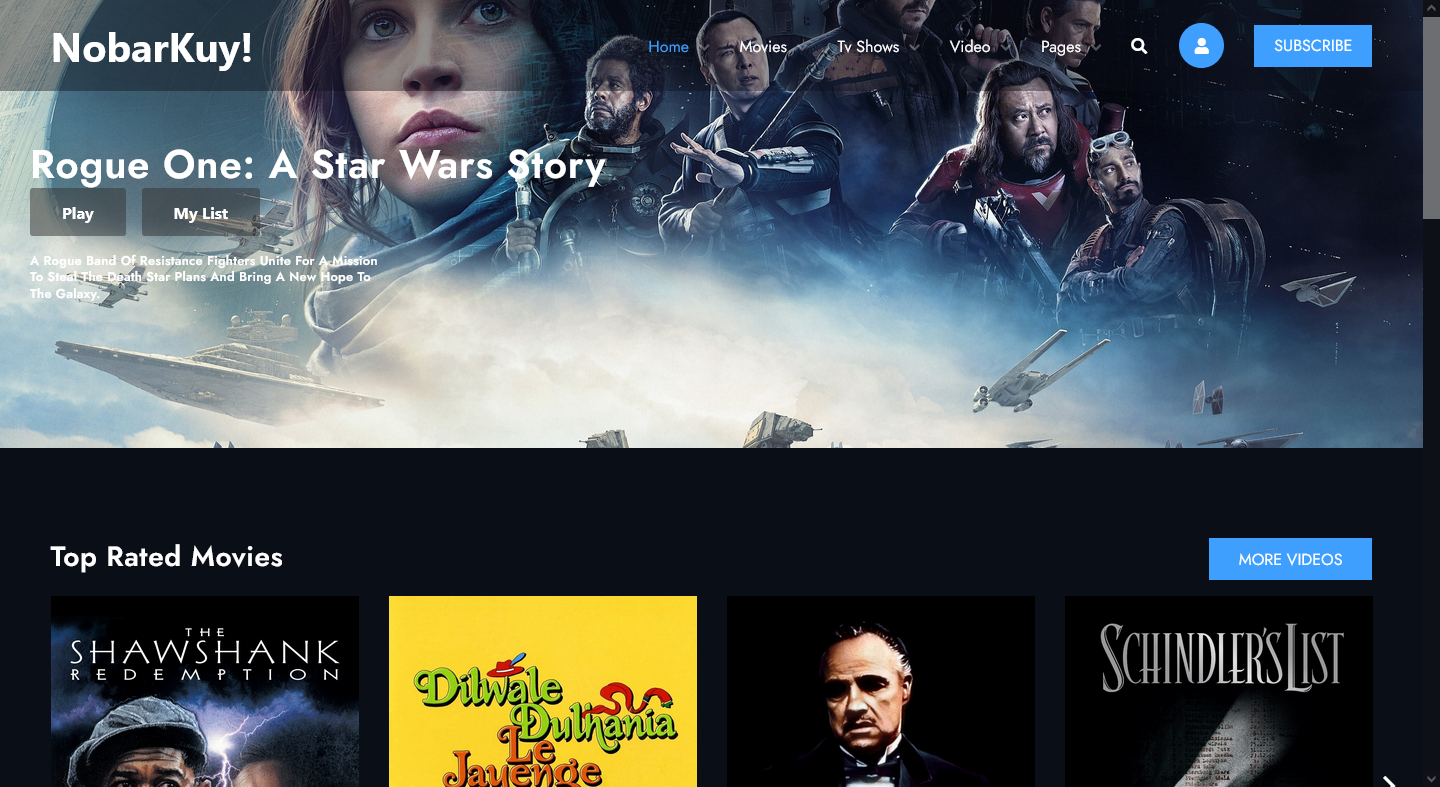 NobarKuy!
Home
Movies
Tv Shows
Video
Pages
SUBSCRIBE
Rogue One: A Star Wars Story
Play
My List
A Rogue Band Of Resistance Fighters Unite For A Mission
To Steal The Death Star Plans And Bring A New Hope To
The Galaxy.
Top Rated Movies
MORE VIDEOS
THE
SHAWSHANK
REDEMPTION
Dilwale
Dulhania
Le
Jayenge
SCHINDLER'S LIST